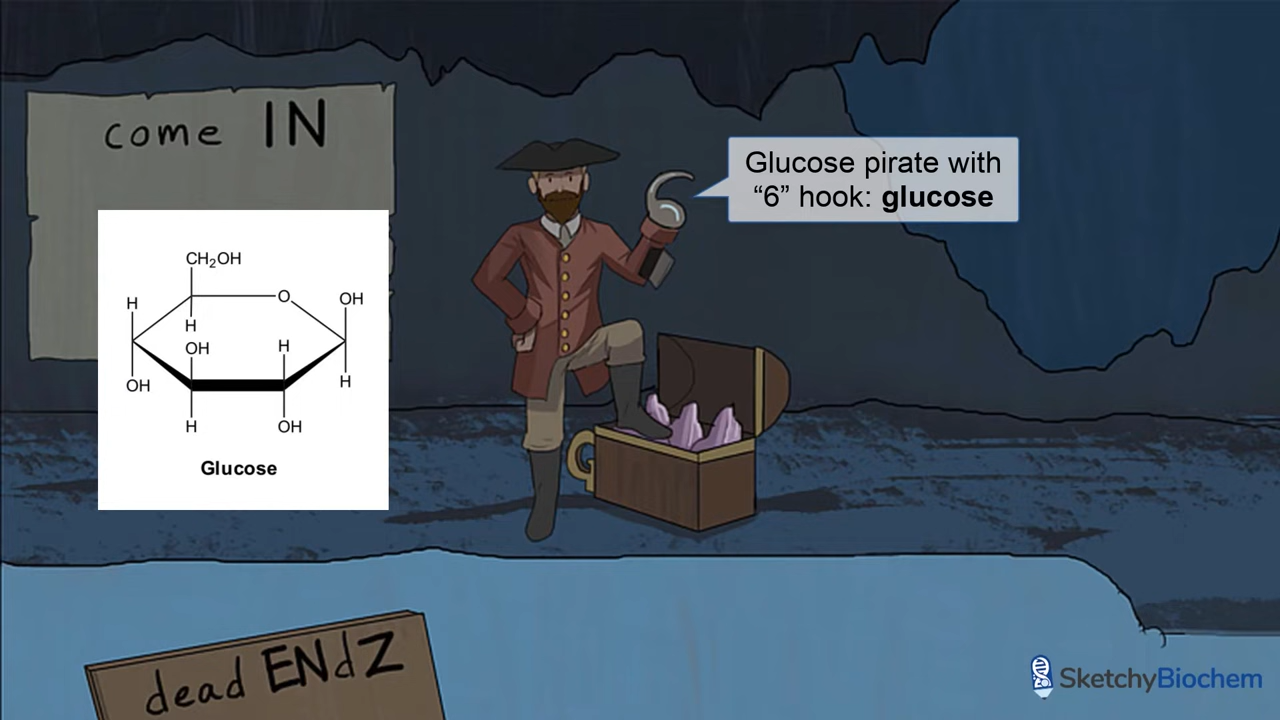 come IN
Glucose pirate with
“6” hook: glucose
CH₂OH
H
O
OH
H
OH
H
OH
H
H
OH
Glucose
G
dead ENdZ
SketchyBiochem